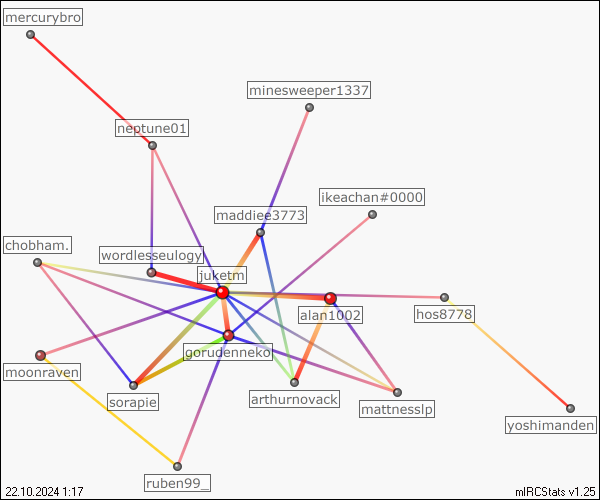 mercurybro
minesweeper1337
neptune01
ikeachan#0000
maddiee3773
chobham.
wordlesseulogy
juketn
alan1002
hos8778
gorudenneko
moonraven
sorapie
arthurnovack
mattnesslp
yoshimanden
ruben99_
22.10.2024 1:17
mIRCStats v1.25